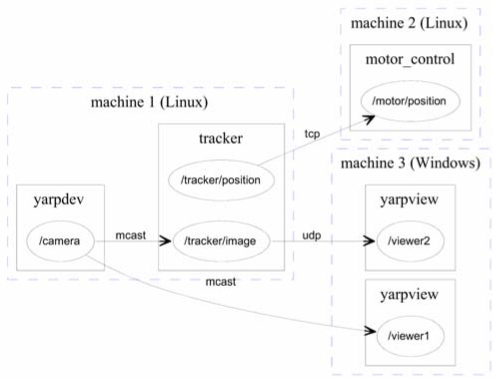 machine 2 (Linux)
motor_control
/motor/position
machine 1 (Linux)
tracker
tcp
/tracker/position
machine 3 (Windows)
yarpdev
yarpview
/camera
mcast
/tracker/image
udp
/viewer2
mcast
yarpview
/viewer1